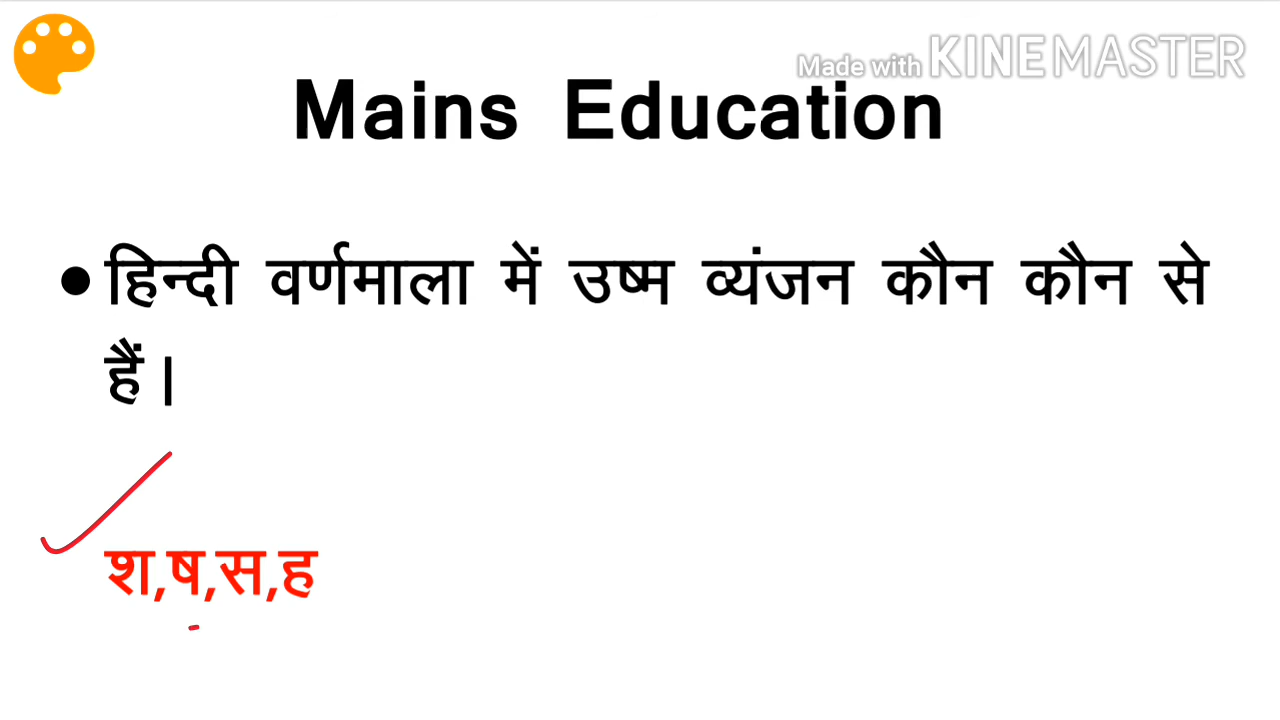 Made with KINEMASTER
Mains Education
•हिन्दी वर्णमाला में उष्म व्यंजन कौन कौन से
हैं।
श,ष,स,ह